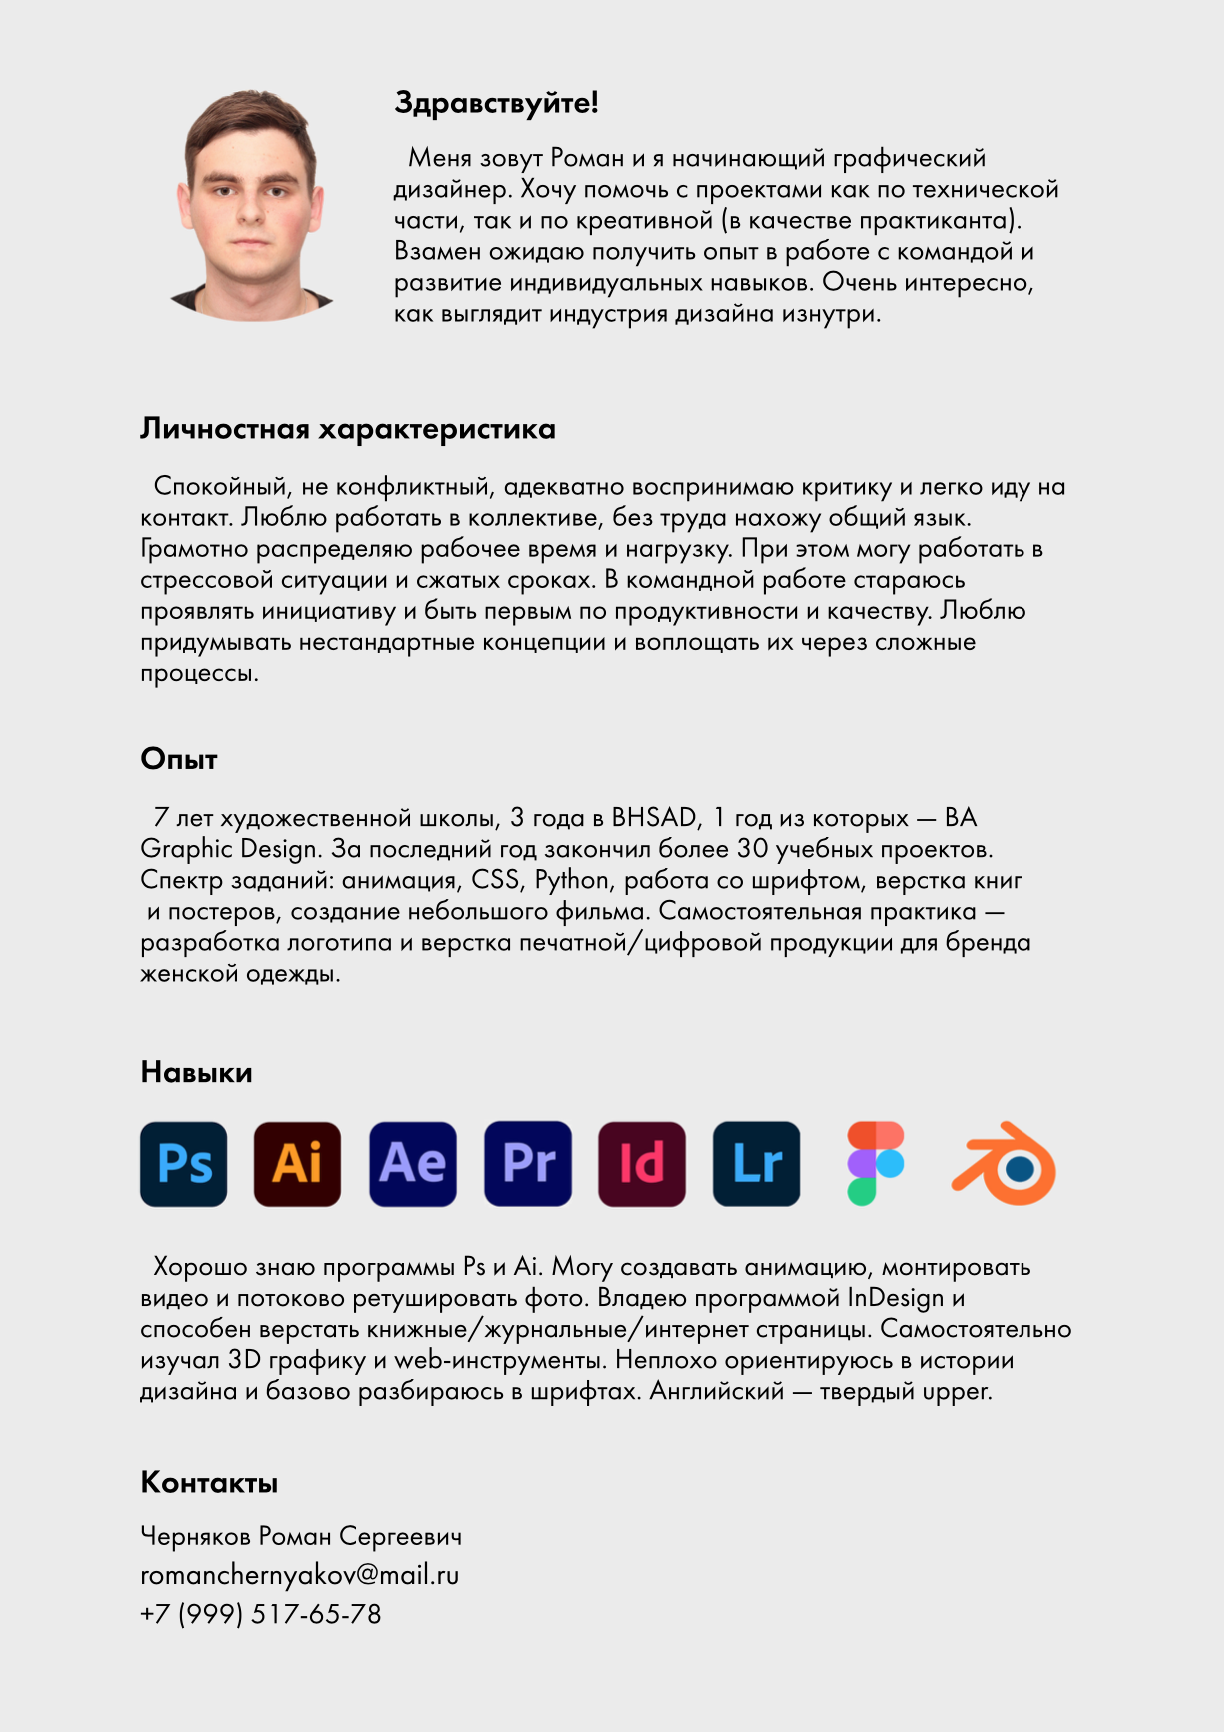 Здравствуйте!
Меня зовут Роман и я начинающий графический
дизайнер. Хочу помочь с проектами как по технической
части, так и по креативной (в качестве практиканта).
Взамен ожидаю получить опыт в работе с командой и
развитие индивидуальных навыков. Очень интересно,
как выглядит индустрия дизайна изнутри.
Личностная характеристика
Спокойный, не конфликтный, адекватно воспринимаю критику и легко иду на
контакт. Люблю работать в коллективе, без труда нахожу общий язык.
Грамотно распределяю рабочее время и нагрузку. При этом могу работать в
стрессовой ситуации и сжатых сроках. В командной работе стараюсь
проявлять инициативу и быть первым по продуктивности и качеству. Люблю
придумывать нестандартные концепции и воплощать их через сложные
процессы.
Опыт
7 лет художественной школы, 3 года в BHSAD, 1 год из которых — BA
Graphic Design. За последний год закончил более 30 учебных проектов.
Спектр заданий: анимация, CSS, Python, работа со шрифтом, верстка книг
и постеров, создание небольшого фильма. Самостоятельная практика —
разработка логотипа и верстка печатной/цифровой продукции для бренда
женской одежды.
Навыки
Ps Ai Ae Pr Id Lr
Хорошо знаю программы Ps и Ai. Могу создавать анимацию, монтировать
видео и потоково ретушировать фото. Владею программой InDesign и
способен верстать книжные/журнальные/интернет страницы. Самостоятельно
изучал 3D графику и web-инструменты. Неплохо ориентируюсь в истории
дизайна и базово разбираюсь в шрифтах. Английский — твердый upper.
Контакты
Черняков Роман Сергеевич
romanchernyakov@mail.ru
+7 (999) 517-65-78